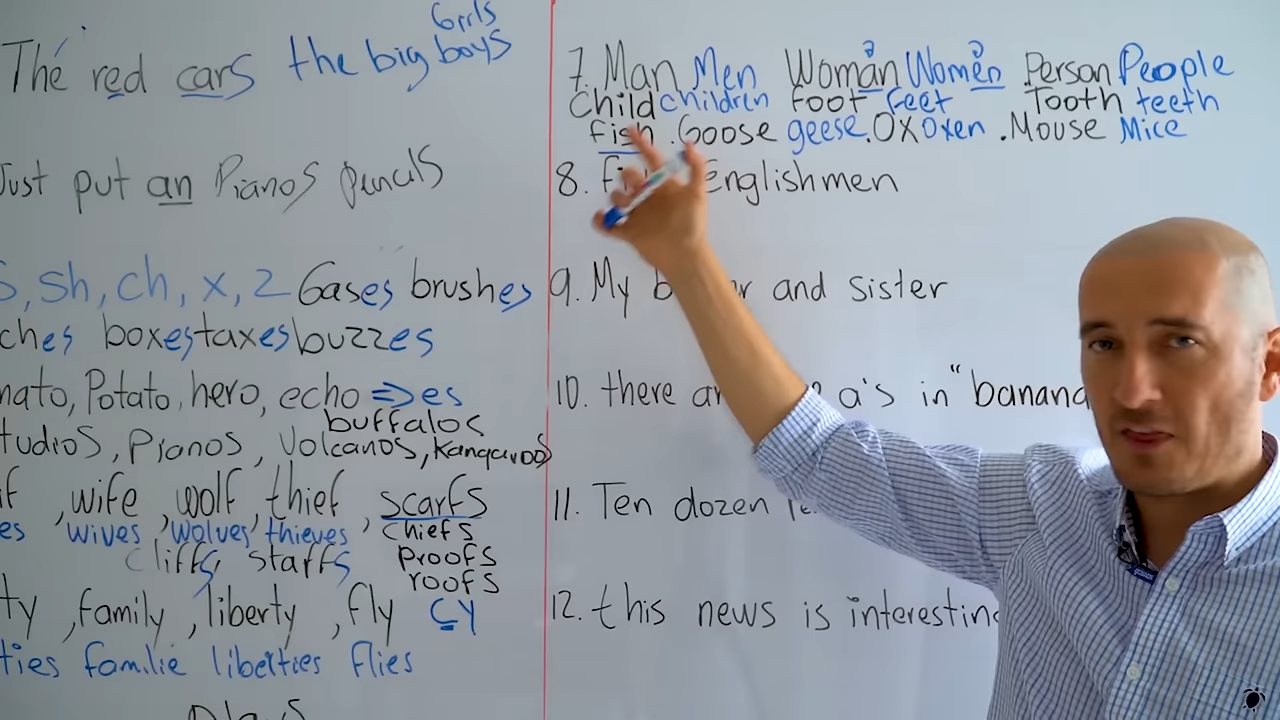 Girls
The red cars the big boys
Just put an Pianos pencils
S, sh, ch, x, z Gases brushes
ches boxes taxes buzzes
mato, Potato, hero, echo => es
buffalos
tudios, Pianos, Volcanos, Kangaroos
f, wife, wolf, thief, scarfs
es wives, wolves, thieves chiefs
cliffs, staffs proofs
roofs
ty, family, liberty, fly CY
ties familie liberties flies
Plays
7. Man Men Woman Women Person People
Child children Foot Feet Tooth teeth
fish. Goose geese. Ox Oxen. Mouse Mice
8. Englishmen
9. My and sister
10. there a's in "banana
11. Ten dozen
12. this news is interesting